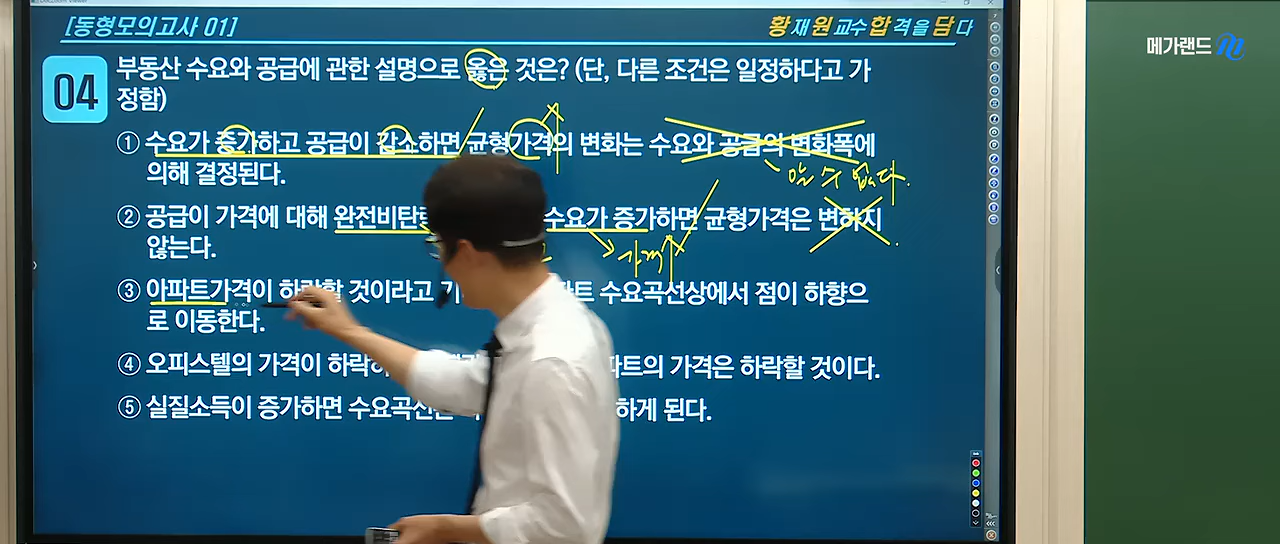 [동형모의고사 01]
황재원교수합격을담다
메가랜드
04
부동산 수요와 공급에 관한 설명으로 옳은 것은? (단, 다른 조건은 일정하다고 가
정함)
① 수요가 증가하고 공급이 감소하면 균형가격의 변화는 수요와 공급의 변화폭에
의해 결정된다.
알 수 없다.
② 공급이 가격에 대해 완전비탄 수요가 증가하면 균형가격은 변하지
않는다.
가격↑
③ 아파트가격이 하락할 것이라고 기 트 수요곡선상에서 점이 하향으
로 이동한다.
④ 오피스텔의 가격이 하락 파트의 가격은 하락할 것이다.
⑤ 실질소득이 증가하면 수요곡선은 하게 된다.